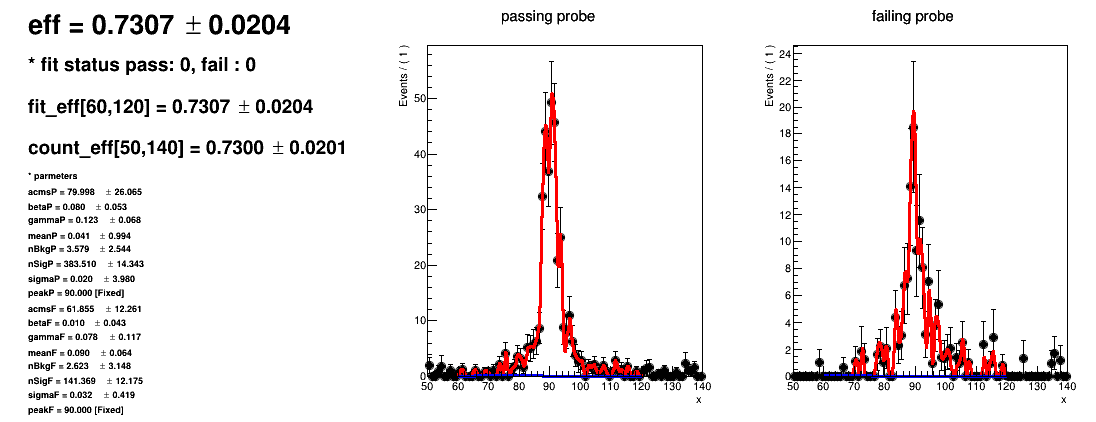 eff = 0.7307 ± 0.0204
* fit status pass: 0, fail : 0
fit_eff[60,120] = 0.7307 ± 0.0204
count_eff[50,140] = 0.7300 ± 0.0201
* parmeters
acmsP = 79.998 ± 26.065
betaP = 0.080 ± 0.053
gammaP = 0.123 ± 0.068
meanP = 0.041 ± 0.994
nBkgP = 3.579 ± 2.544
nSigP = 383.510 ± 14.343
sigmaP = 0.020 ± 3.980
peakP = 90.000 [Fixed]
acmsF = 61.855 ± 12.261
betaF = 0.010 ± 0.043
gammaF = 0.078 ± 0.117
meanF = 0.090 ± 0.064
nBkgF = 2.623 ± 3.148
nSigF = 141.369 ± 12.175
sigmaF = 0.032 ± 0.419
peakF = 90.000 [Fixed]
passing probe
Events / ( 1 )
50
40
30
20
10
0
50 60 70 80 90 100 110 120 130 140
x
failing probe
Events / ( 1 )
24
22
20
18
16
14
12
10
8
6
4
2
0
50 60 70 80 90 100 110 120 130 140
x